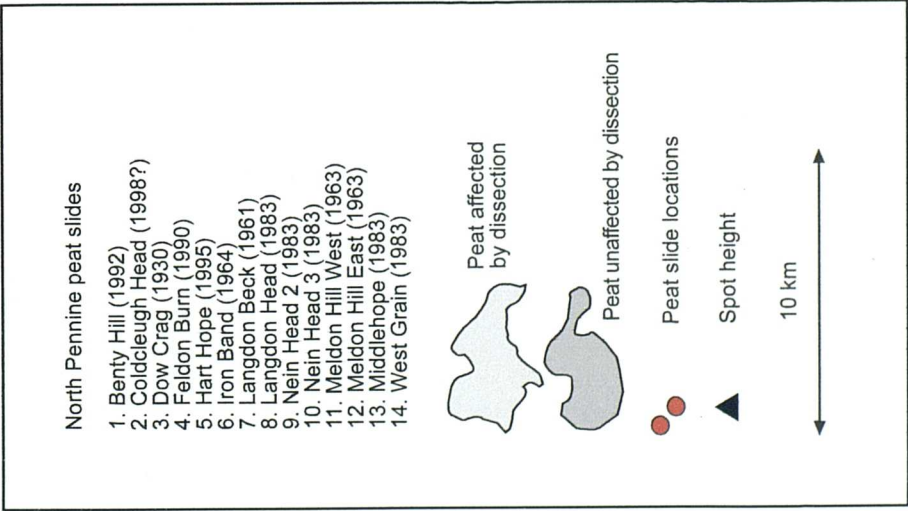 North Pennine peat slides
1. Benty Hill (1992)
2. Coldcleugh Head (1998?)
3. Dow Crag (1930)
4. Feldon Burn (1990)
5. Hart Hope (1995)
6. Iron Band (1964)
7. Langdon Beck (1961)
8. Langdon Head (1983)
9. Nein Head 2 (1983)
10. Nein Head 3 (1983)
11. Meldon Hill West (1963)
12. Meldon Hill East (1963)
13. Middlehope (1983)
14. West Grain (1983)
Peat affected
by dissection
Peat unaffected by dissection
Peat slide locations
Spot height
10 km